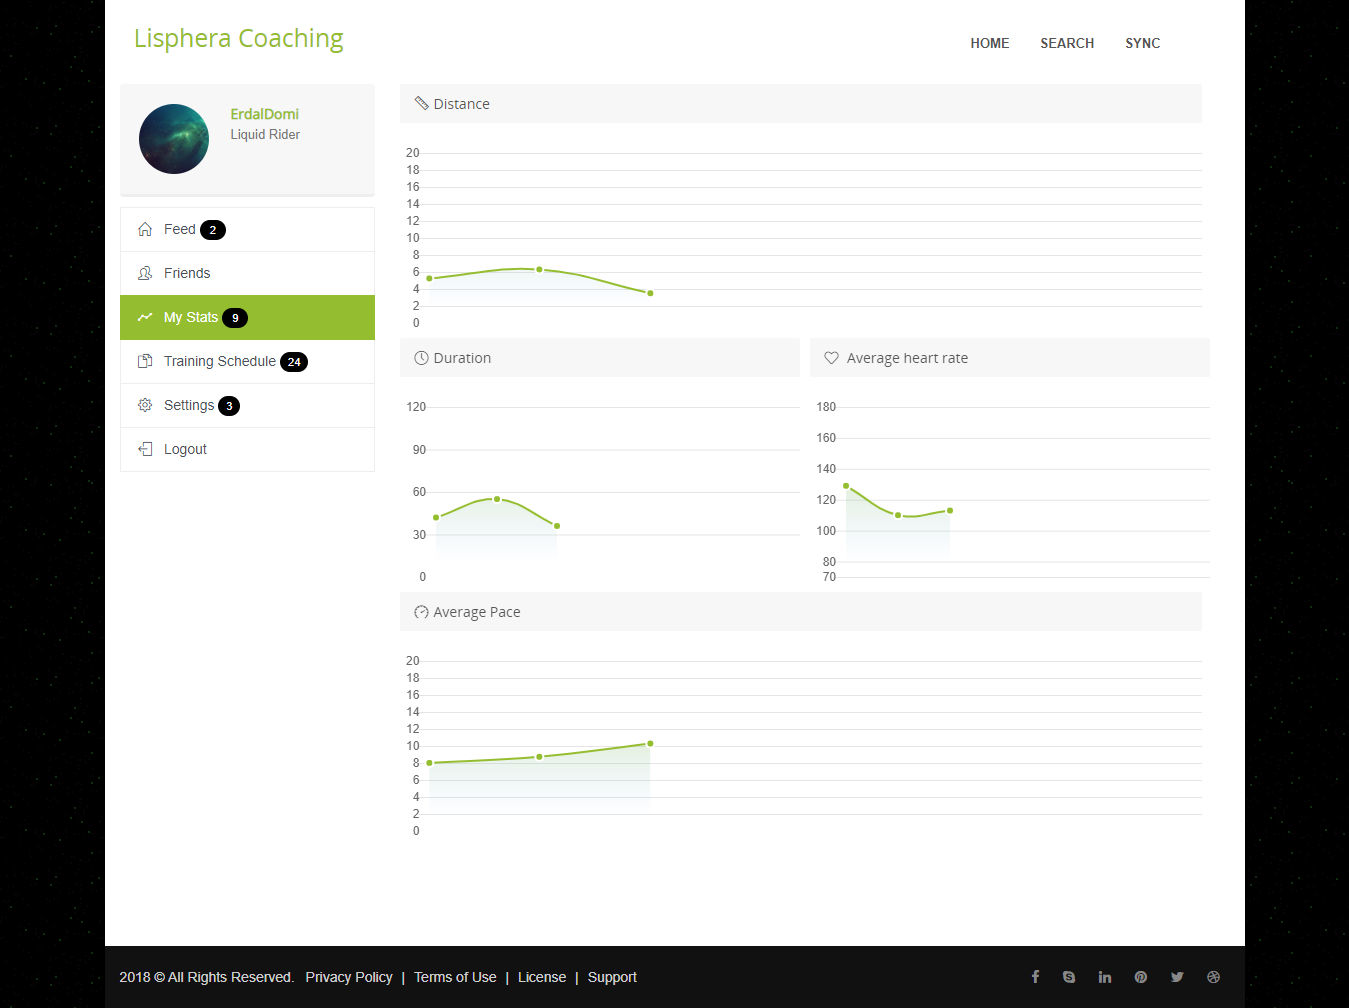 Lisphera Coaching
HOME SEARCH SYNC
ErdalDomi
Liquid Rider
Feed 2
Friends
My Stats 9
Training Schedule 24
Settings 3
Logout
Distance
20
18
16
14
12
10
8
6
4
2
0
Duration
120
90
60
30
0
Average heart rate
180
160
140
120
100
80
70
Average Pace
20
18
16
14
12
10
8
6
4
2
0
2018 © All Rights Reserved. Privacy Policy | Terms of Use | License | Support